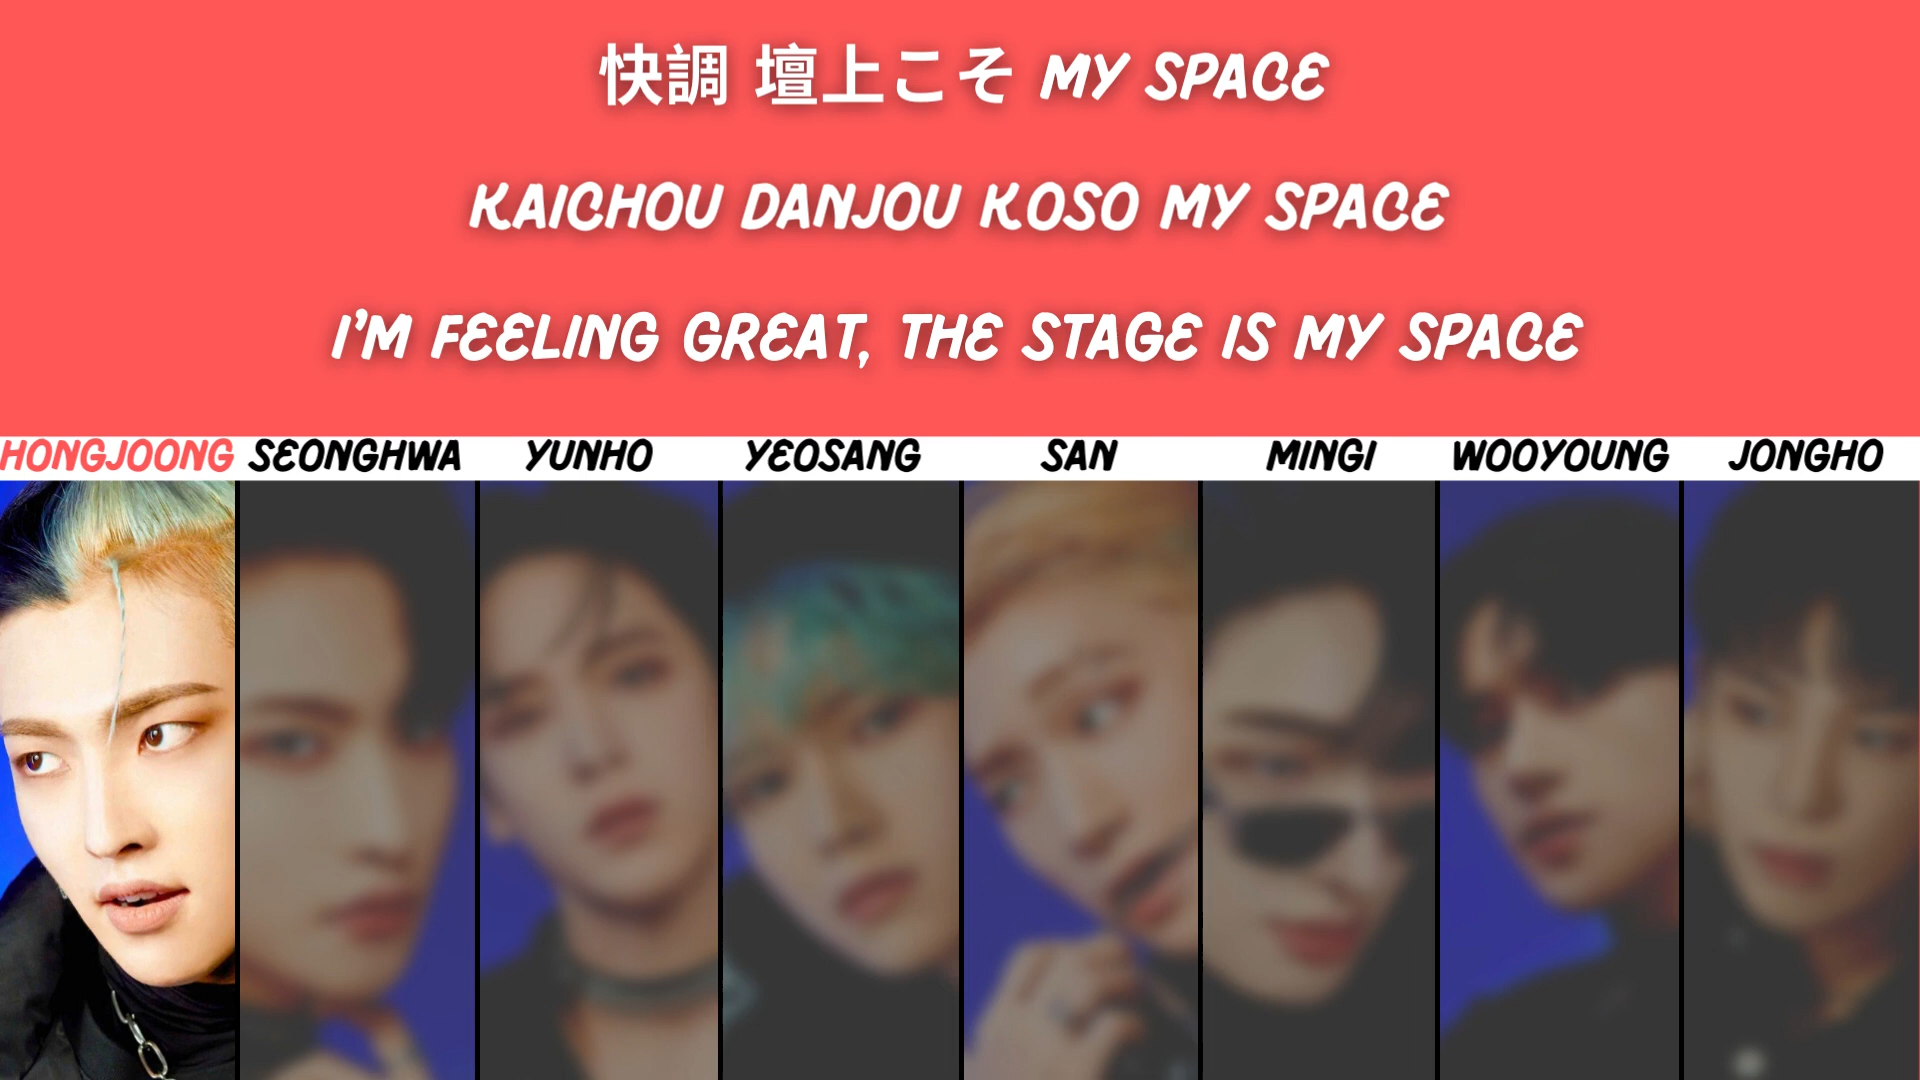 快調 壇上こそ MY SPACE
KAICHOU DANJOU KOSO MY SPACE
I'M FEELING GREAT, THE STAGE IS MY SPACE
HONGJOONG SEONGHWA YUNHO YEOSANG SAN MINGI WOOYOUNG JONGHO